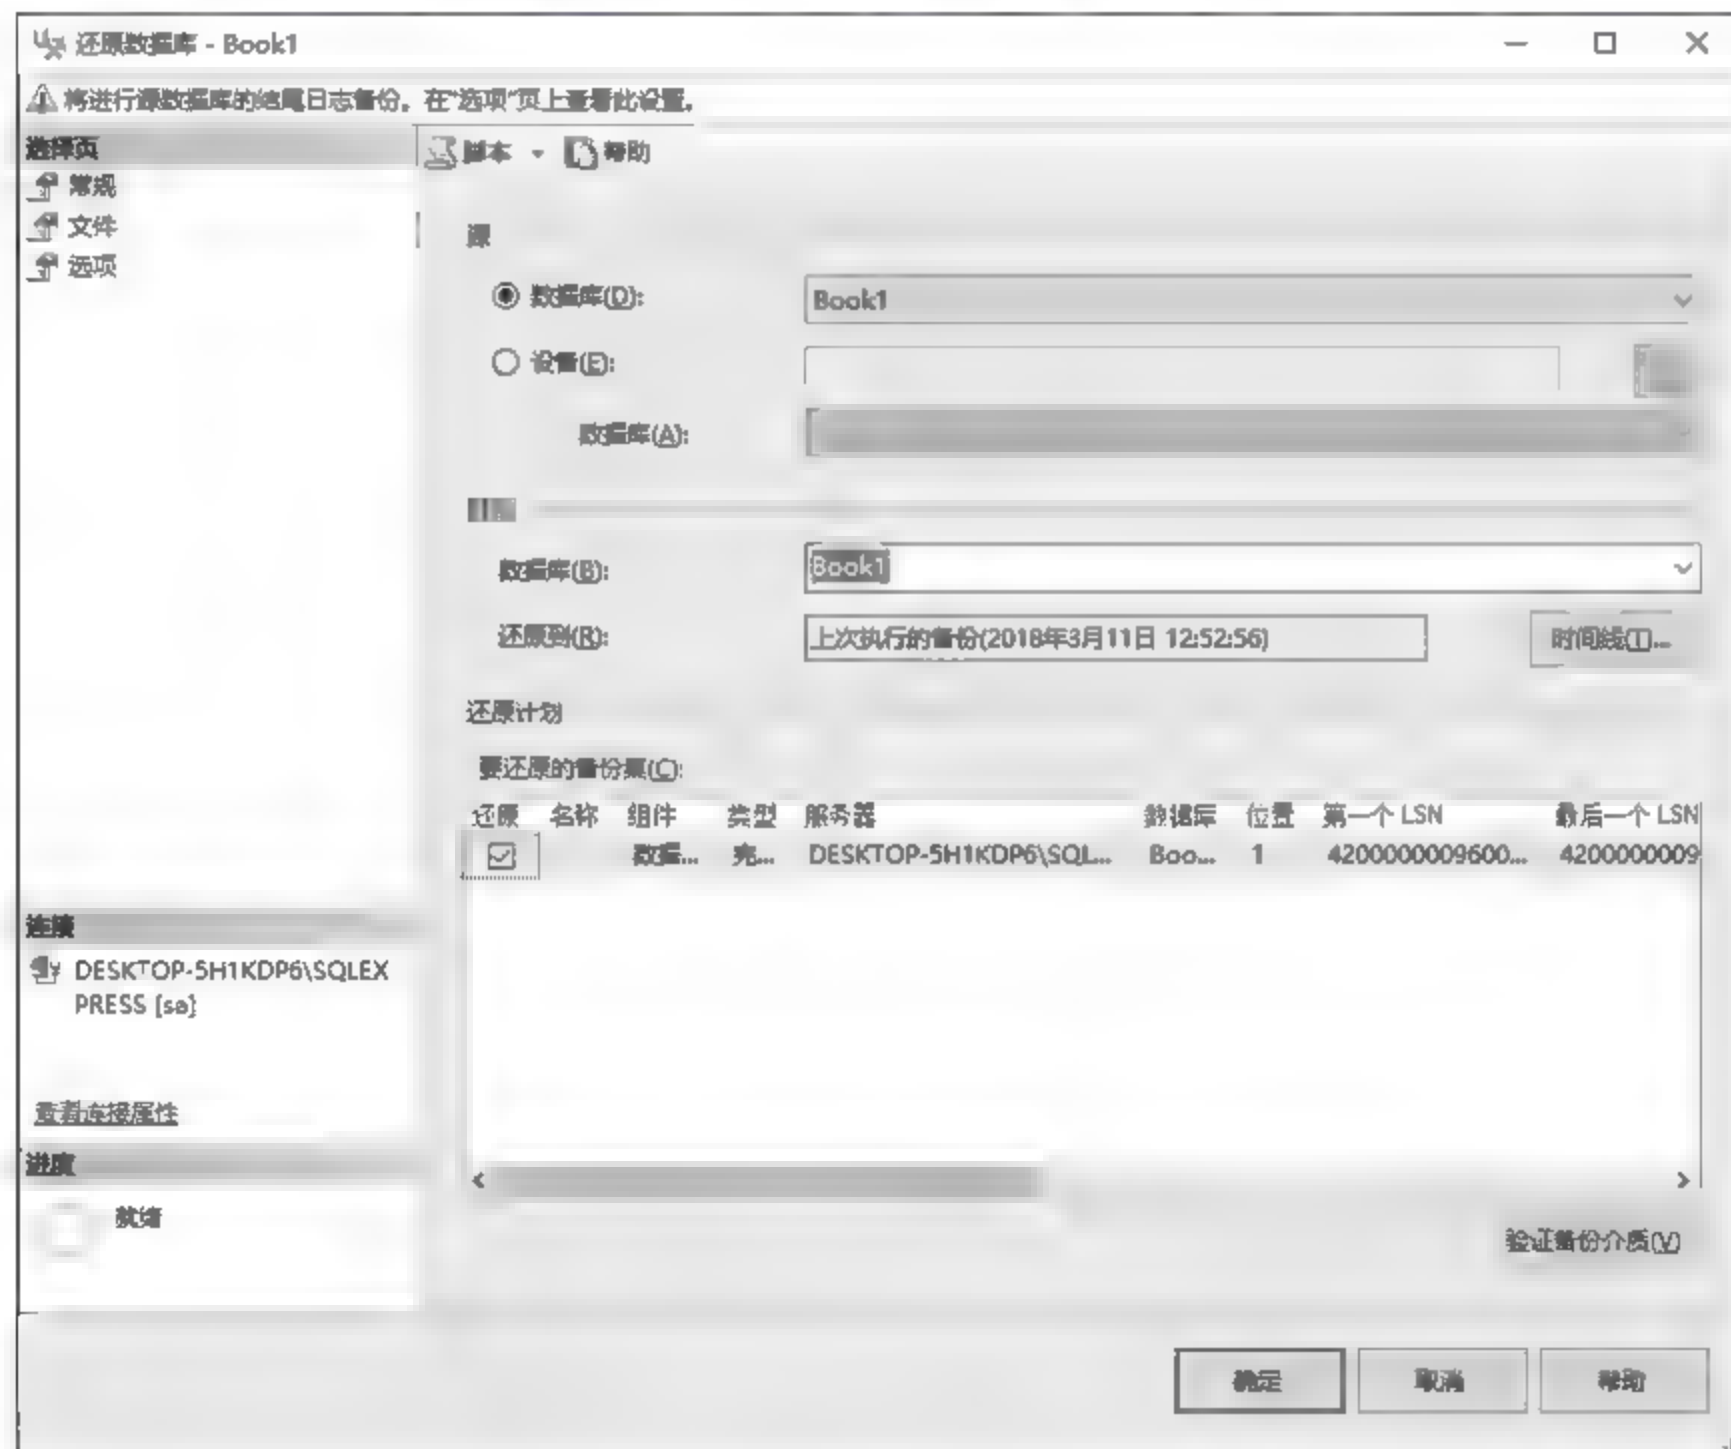 还原数据库 - Book1
将进行源数据库的结尾日志备份。在“选项”页上查看此设置。
选择页
常规
文件
选项
脚本 帮助
源
数据库(D): Book1
设备(E):
数据库(A):
数据库(B): Book1
还原到(R): 上次执行的备份(2018年3月11日 12:52:56) 时间线(T)...
还原计划
要还原的备份集(C):
还原 名称 组件 类型 服务器 数据库 位置 第一个 LSN 最后一个 LSN
数据... 完... DESKTOP-5H1KDP6\SQL... Boo... 1 4200000009600... 4200000009
连接
DESKTOP-5H1KDP6\SQLEX
PRESS [sa]
查看连接属性
进度
就绪
验证备份介质(V)
确定 取消 帮助